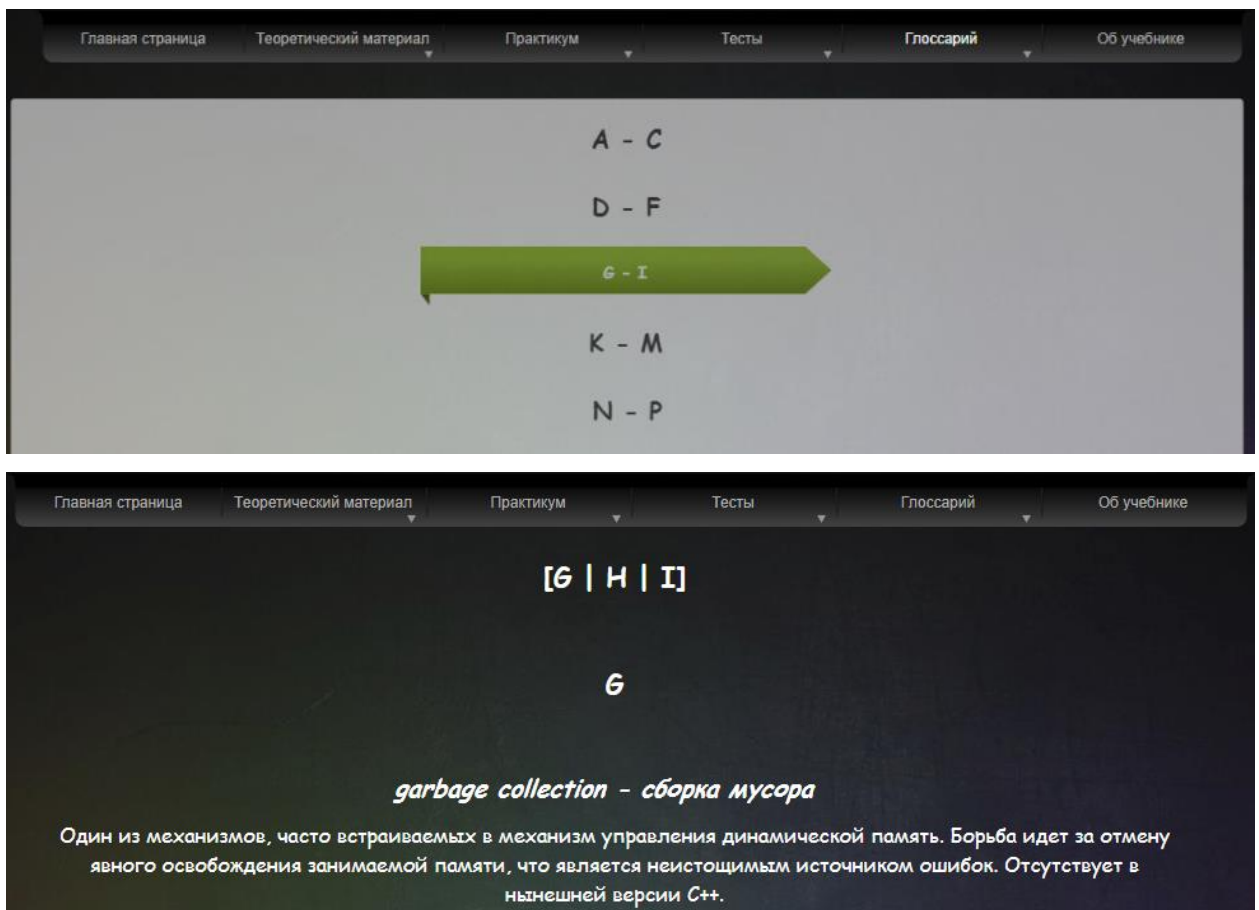 Главная страница Теоретический материал Практикум Тесты Глоссарий Об учебнике
A - C
D - F
G - I
K - M
N - P
Главная страница Теоретический материал Практикум Тесты Глоссарий Об учебнике
[G | H | I]
G
garbage collection - сборка мусора
Один из механизмов, часто встраиваемых в механизм управления динамической память. Борьба идет за отмену
явного освобождения занимаемой памяти, что является неистощимым источником ошибок. Отсутствует в
нынешней версии C++.